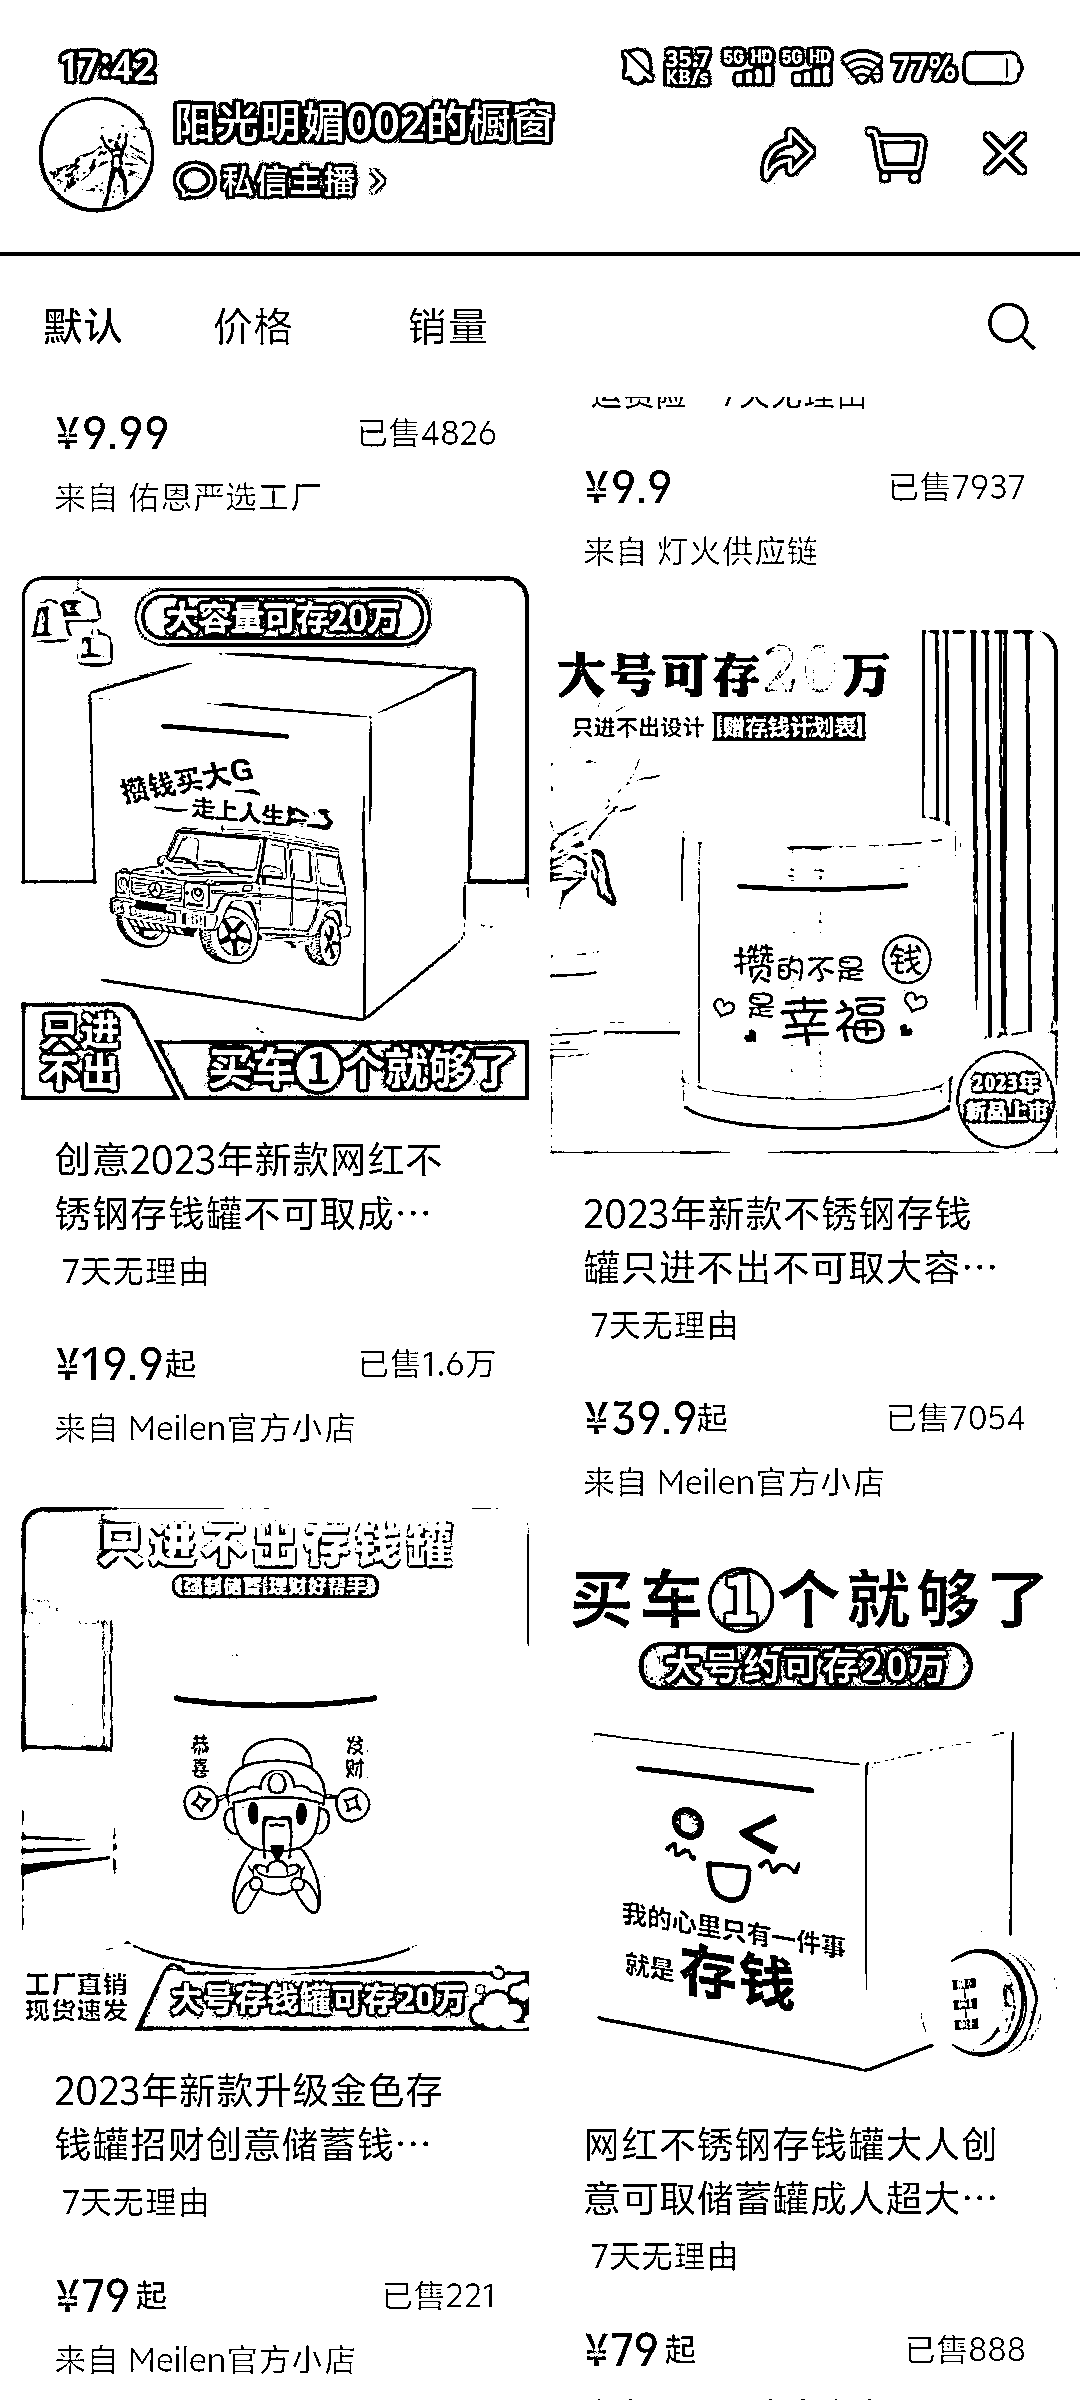 17:42
35.7 KB/s 5G HD 5G HD 77%
阳光明媚002的橱窗
私信主播
默认 价格 销量
¥9.99 已售4826
来自 佑恩严选工厂
大容量可存20万
1
攒钱买大G
走上人生
只进
不出
买车①个就够了
创意2023年新款网红不
锈钢存钱罐不可取成…
7天无理由
¥19.9起 已售1.6万
来自 Meilen官方小店
只进不出存钱罐
强制储蓄理财好帮手
恭喜
发财
工厂直销
现货速发
大号存钱罐可存20万
2023年新款升级金色存
钱罐招财创意储蓄钱…
7天无理由
¥79起 已售221
来自 Meilen官方小店
运费险 7天无理由
¥9.9 已售7937
来自 灯火供应链
大号可存20万
只进不出设计 [赠存钱计划表]
攒的不是钱
是幸福
2023年
新品上市
2023年新款不锈钢存钱
罐只进不出不可取大容…
7天无理由
¥39.9起 已售7054
来自 Meilen官方小店
买车①个就够了
大号约可存20万
我的心里只有一件事
就是存钱
网红不锈钢存钱罐大人创
意可取储蓄罐成人超大…
7天无理由
¥79起 已售888